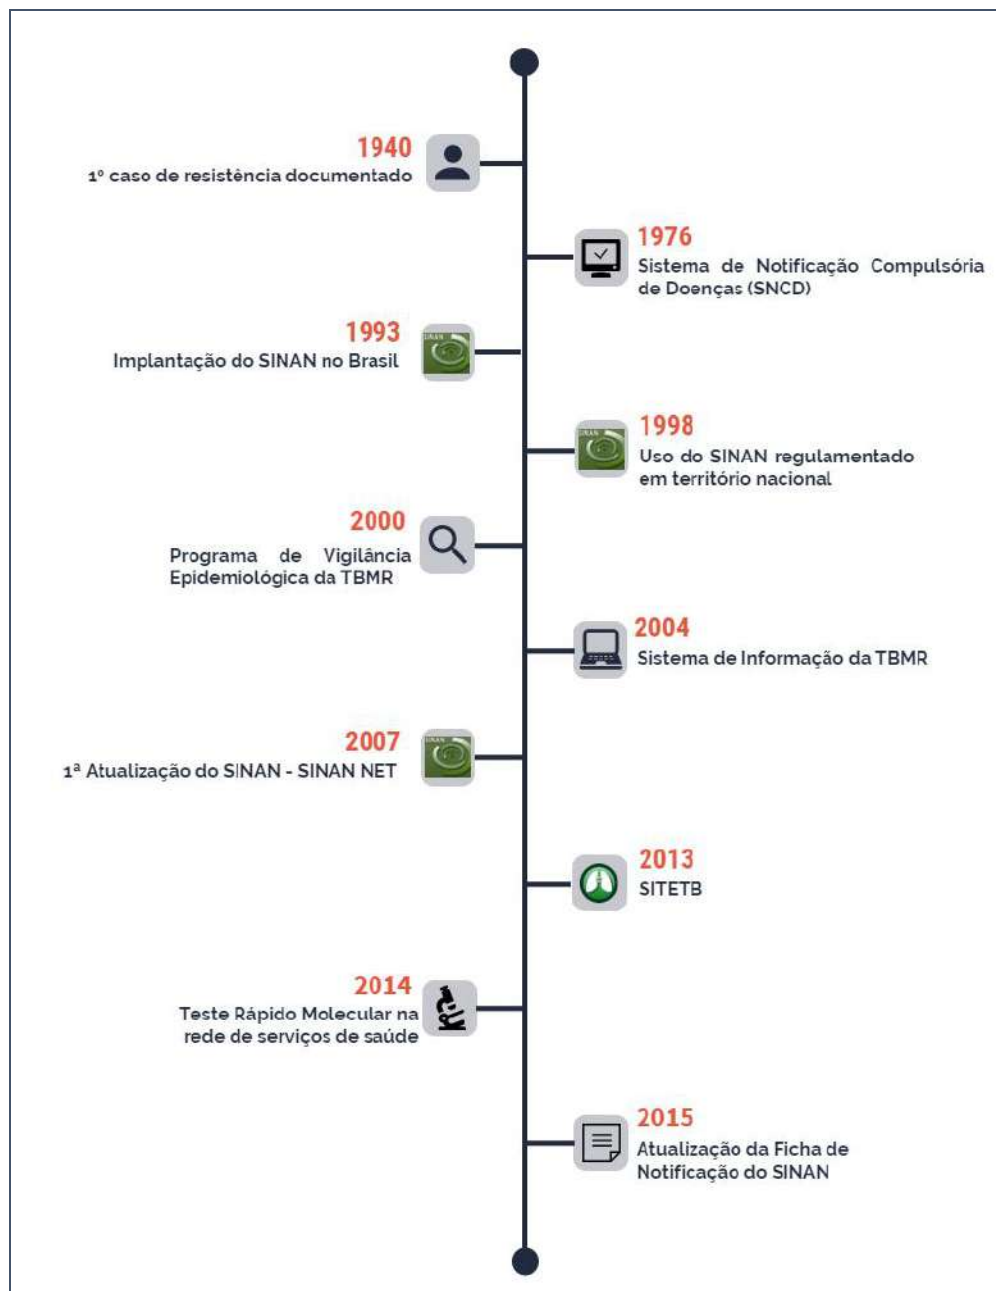 1940
1º caso de resistência documentado
1976
Sistema de Notificação Compulsória
de Doenças (SNCD)
1993
Implantação do SINAN no Brasil
SINAN
1998
Uso do SINAN regulamentado
em território nacional
SINAN
2000
Programa de Vigilância
Epidemiológica da TBMR
2004
Sistema de Informação da TBMR
2007
1ª Atualização do SINAN - SINAN NET
SINAN
2013
SITETB
2014
Teste Rápido Molecular na
rede de serviços de saúde
2015
Atualização da Ficha de
Notificação do SINAN